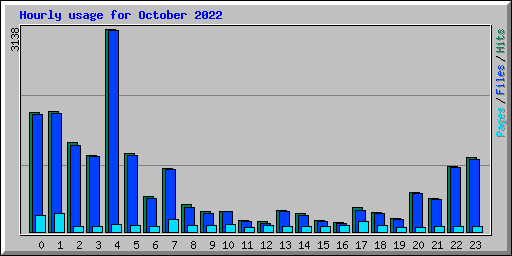 Hourly usage for October 2022
3138
Pages/Files/Hits
0 1 2 3 4 5 6 7 8 9 10 11 12 13 14 15 16 17 18 19 20 21 22 23